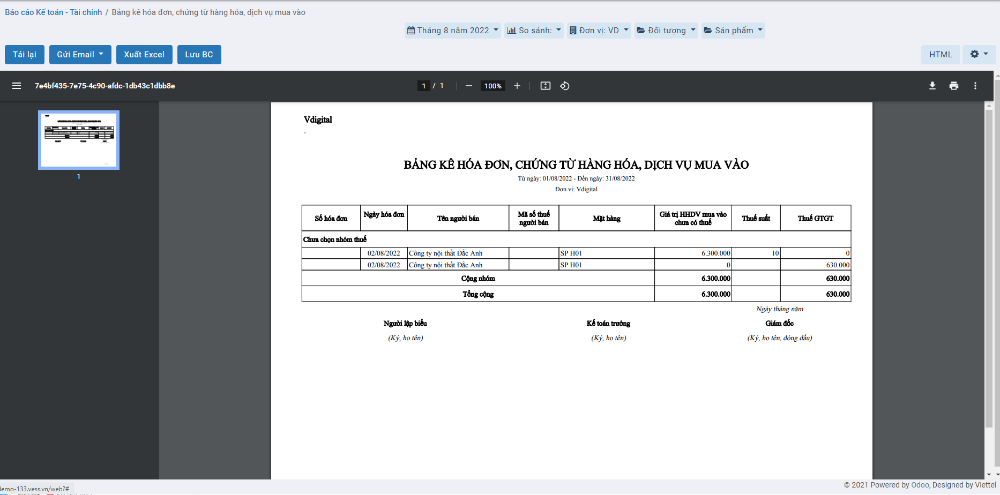 Báo cáo Kế toán - Tài chính / Bảng kê hóa đơn, chứng từ hàng hóa, dịch vụ mua vào
Tháng 8 năm 2022 So sánh: Đơn vị: VD Đối tượng Sản phẩm
Tải lại Gửi Email Xuất Excel Lưu BC HTML
7e4bf435-7e75-4c90-afdc-1db43c1dbb8e 1 / 1 100%
1
Vdigital
,
BẢNG KÊ HÓA ĐƠN, CHỨNG TỪ HÀNG HÓA, DỊCH VỤ MUA VÀO
Từ ngày: 01/08/2022 - Đến ngày: 31/08/2022
Đơn vị: Vdigital
Số hóa đơn Ngày hóa đơn Tên người bán Mã số thuế người bán Mặt hàng Giá trị HHDV mua vào chưa có thuế Thuế suất Thuế GTGT
Chưa chọn nhóm thuế
02/08/2022 Công ty nội thất Đắc Anh SP H01 6.300.000 10 0
02/08/2022 Công ty nội thất Đắc Anh SP H01 0 630.000
Cộng nhóm 6.300.000 630.000
Tổng cộng 6.300.000 630.000
Ngày tháng năm
Người lập biểu Kế toán trưởng Giám đốc
(Ký, họ tên) (Ký, họ tên) (Ký, họ tên, đóng dấu)
demo-133.vess.vn/web?#
© 2021 Powered by Odoo, Designed by Viettel